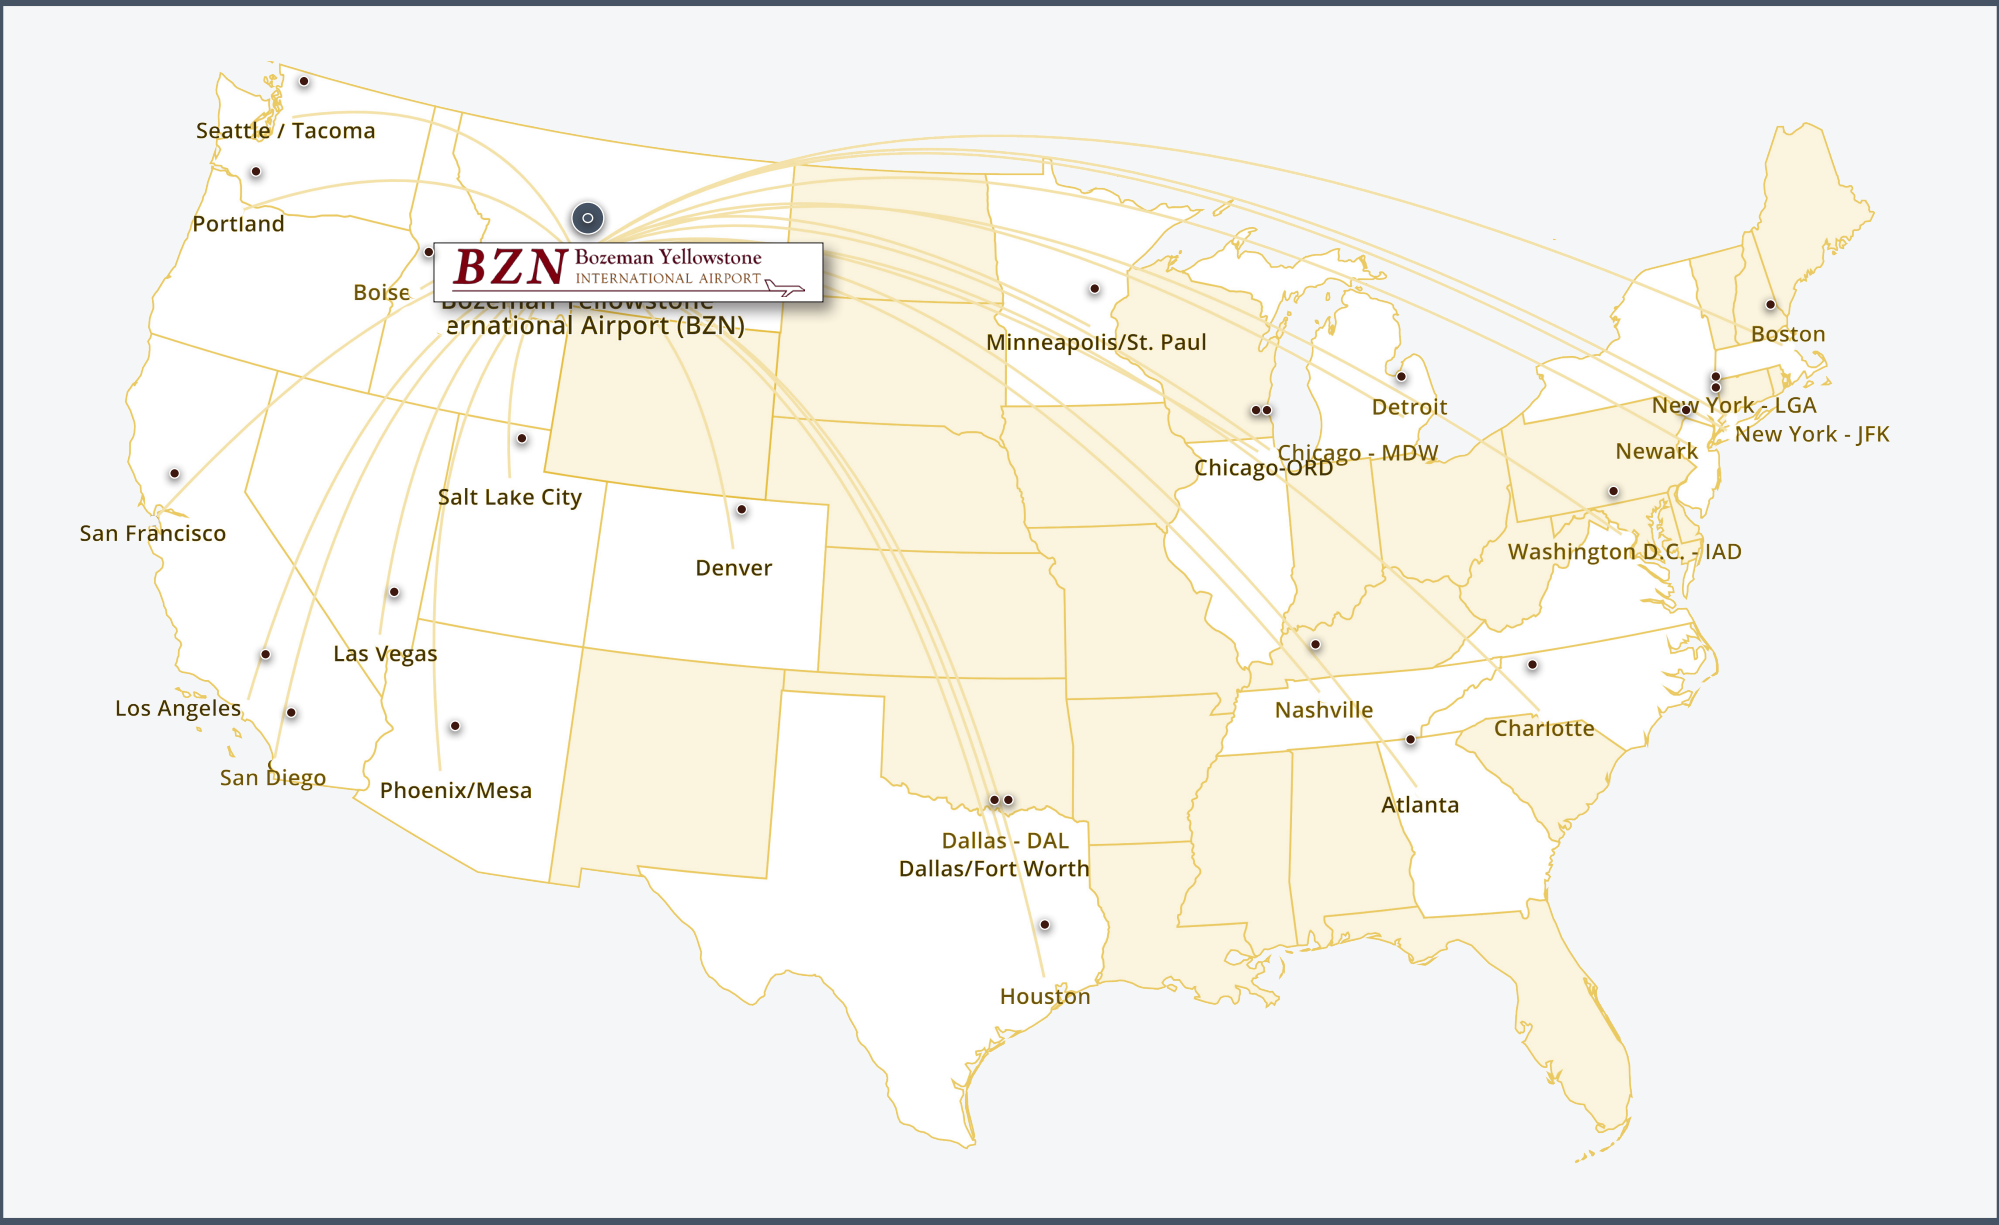 Seattle / Tacoma
Portland
BZN Bozeman Yellowstone
INTERNATIONAL AIRPORT
Boise
Bozeman Yellowstone
ernational Airport (BZN)
Minneapolis/St. Paul
Boston
Detroit
New York - LGA
New York - JFK
Newark
Chicago - MDW
Chicago-ORD
Salt Lake City
San Francisco
Denver
Washington D.C. - IAD
Las Vegas
Los Angeles
Nashville
Charlotte
San Diego
Phoenix/Mesa
Atlanta
Dallas - DAL
Dallas/Fort Worth
Houston